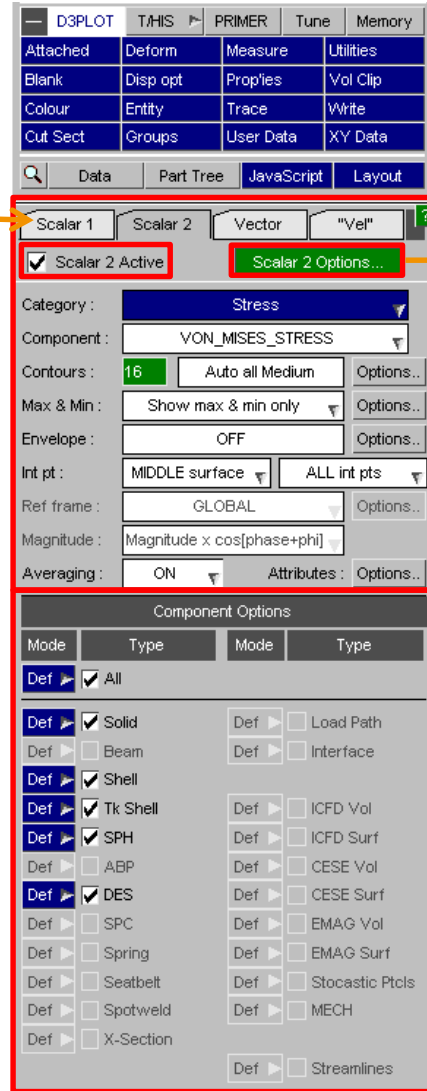 D3PLOT T/HIS PRIMER Tune Memory
Attached Deform Measure Utilities
Blank Disp opt Prop'ies Vol Clip
Colour Entity Trace Write
Cut Sect Groups User Data XY Data
Data Part Tree JavaScript Layout
Scalar 1 Scalar 2 Vector "Vel" ?
Scalar 2 Active Scalar 2 Options...
Category : Stress
Component : VON_MISES_STRESS
Contours : 16 Auto all Medium Options..
Max & Min : Show max & min only Options..
Envelope : OFF Options..
Int pt : MIDDLE surface ALL int pts
Ref frame : GLOBAL Options..
Magnitude : Magnitude x cos[phase+phi]
Averaging : ON Attributes : Options..
Component Options
Mode Type Mode Type
Def All
Def Solid Def Load Path
Def Beam Def Interface
Def Shell
Def Tk Shell Def ICFD Vol
Def SPH Def ICFD Surf
Def ABP Def CESE Vol
Def DES Def CESE Surf
Def SPC Def EMAG Vol
Def Spring Def EMAG Surf
Def Seatbelt Def Stocastic Ptcls
Def Spotweld Def MECH
Def X-Section
Def Streamlines